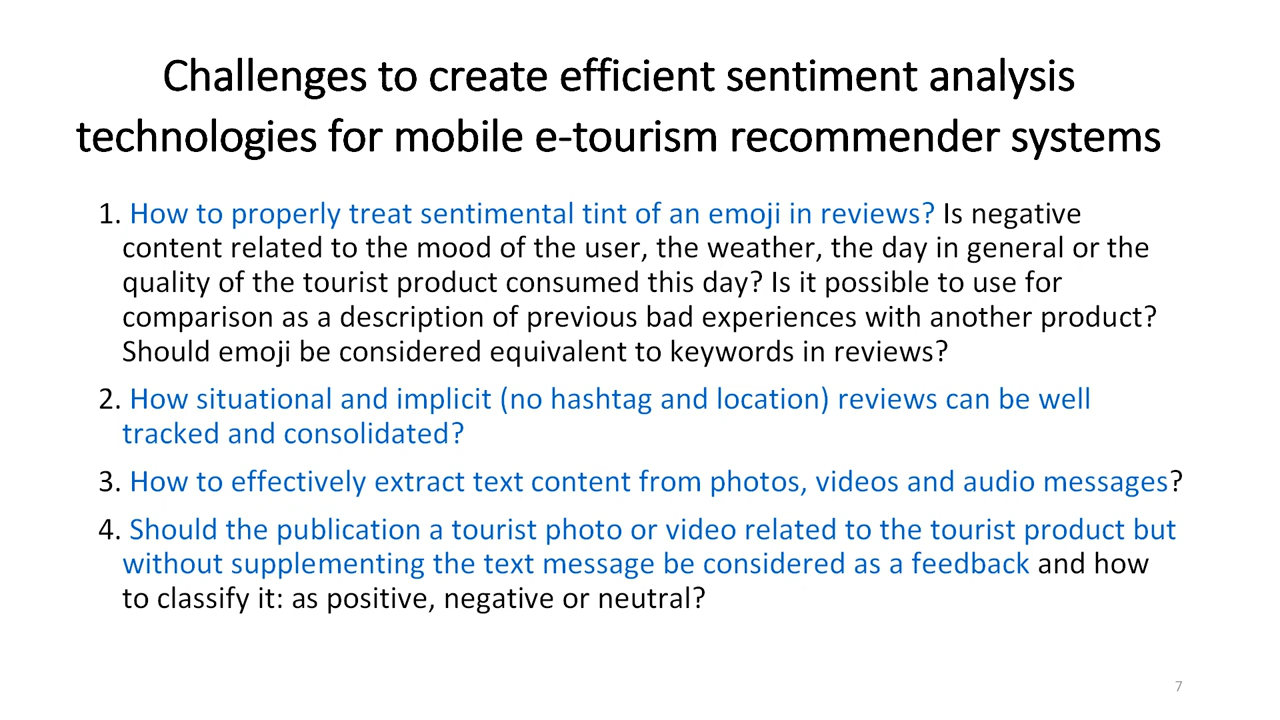 Challenges to create efficient sentiment analysis
technologies for mobile e-tourism recommender systems
1. How to properly treat sentimental tint of an emoji in reviews? Is negative
content related to the mood of the user, the weather, the day in general or the
quality of the tourist product consumed this day? Is it possible to use for
comparison as a description of previous bad experiences with another product?
Should emoji be considered equivalent to keywords in reviews?
2. How situational and implicit (no hashtag and location) reviews can be well
tracked and consolidated?
3. How to effectively extract text content from photos, videos and audio messages?
4. Should the publication a tourist photo or video related to the tourist product but
without supplementing the text message be considered as a feedback and how
to classify it: as positive, negative or neutral?
7